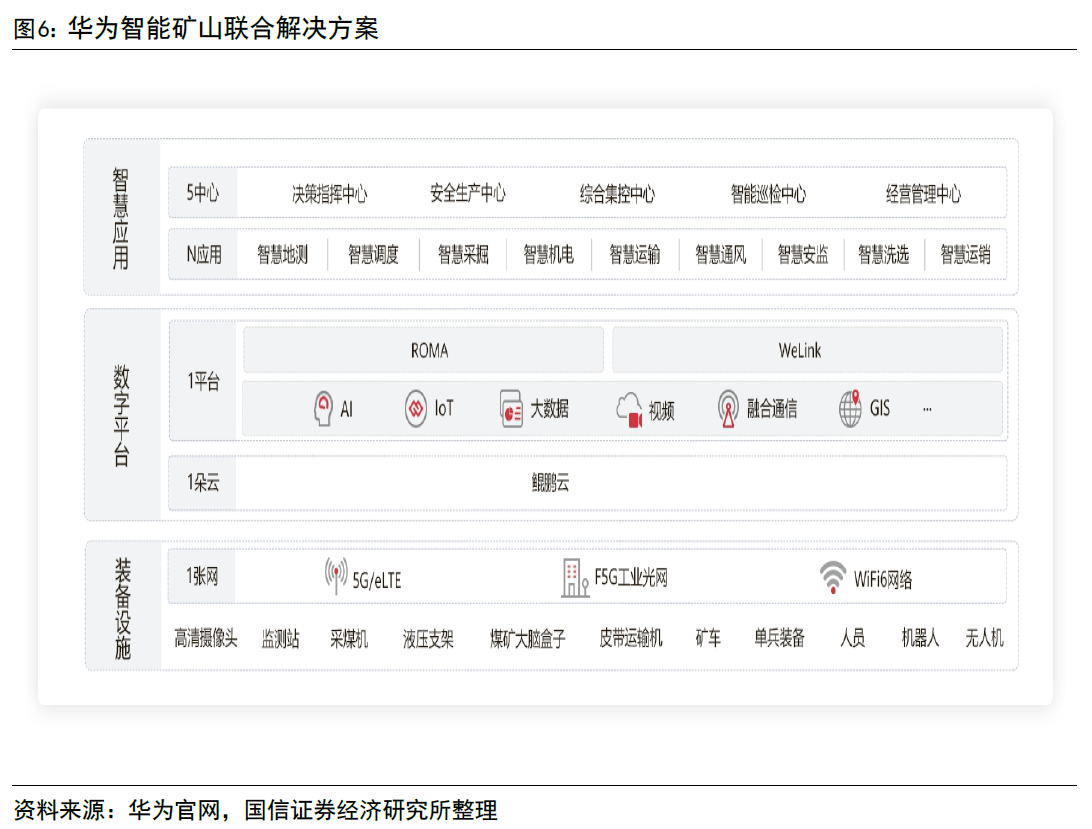 图6：华为智能矿山联合解决方案
智慧应用
5中心 决策指挥中心 安全生产中心 综合集控中心 智能巡检中心 经营管理中心
N应用 智慧地测 智慧调度 智慧采掘 智慧机电 智慧运输 智慧通风 智慧安监 智慧洗选 智慧运销
数字平台
1平台
ROMA WeLink
AI IoT 大数据 视频 融合通信 GIS ...
1朵云 鲲鹏云
装备设施
1张网 5G/eLTE F5G工业光网 WiFi6网络
高清摄像头 监测站 采煤机 液压支架 煤矿大脑盒子 皮带运输机 矿车 单兵装备 人员 机器人 无人机
资料来源：华为官网，国信证券经济研究所整理